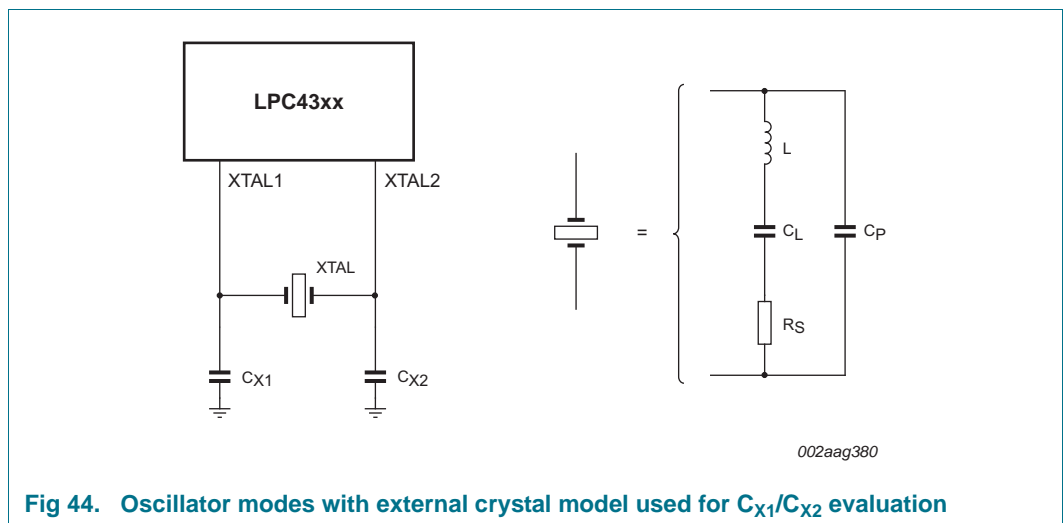 LPC43xx
XTAL1
XTAL2
XTAL
CX1
CX2
=
L
CL
CP
RS
002aag380
Fig 44. Oscillator modes with external crystal model used for CX1/CX2 evaluation